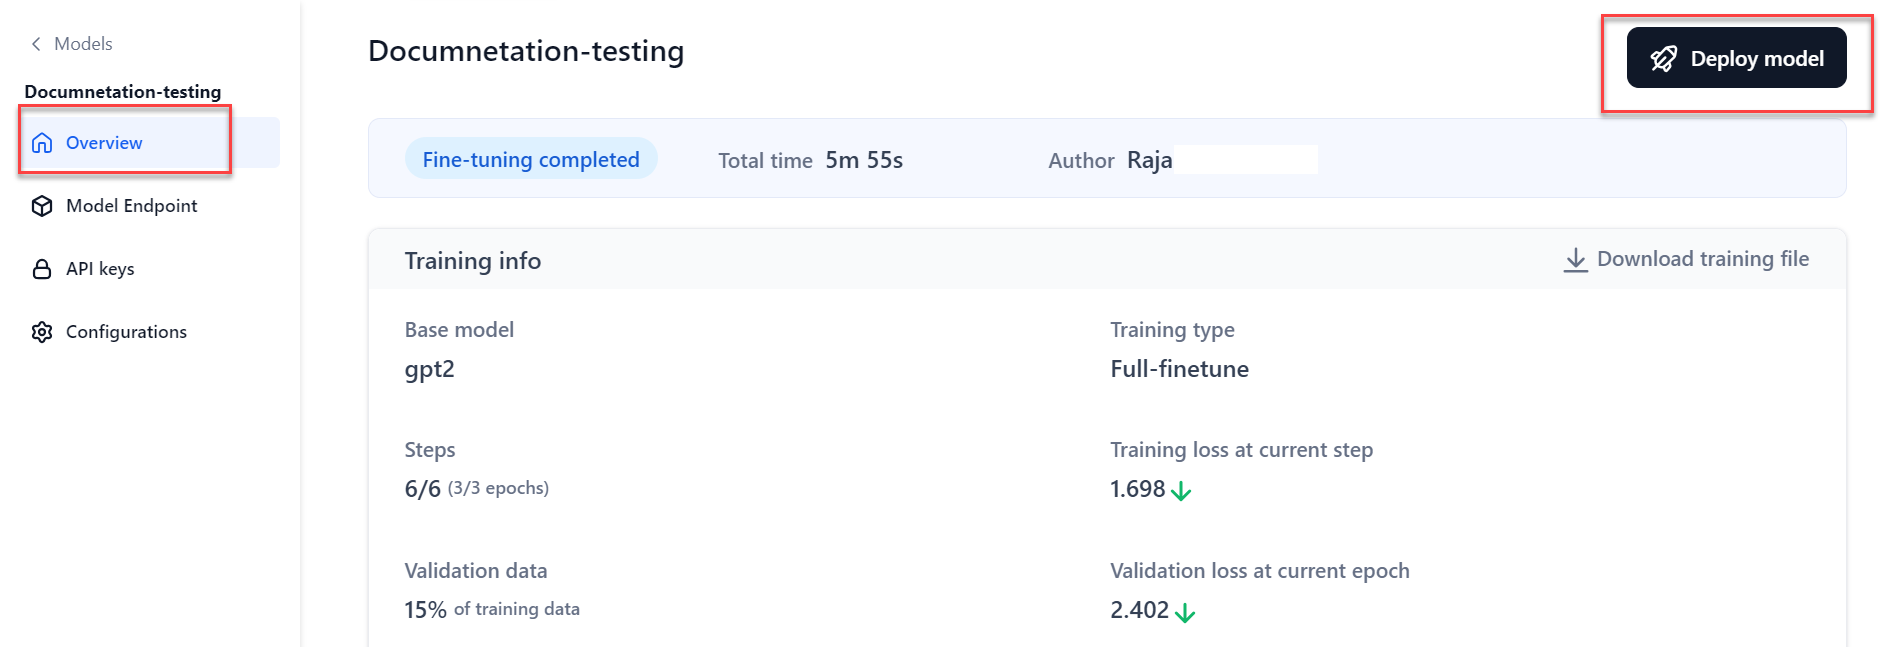 Models
Documnetation-testing
Overview
Model Endpoint
API keys
Configurations
Documnetation-testing
Deploy model
Fine-tuning completed
Total time 5m 55s
Author Raja
Training info
Download training file
Base model
gpt2
Training type
Full-finetune
Steps
6/6 (3/3 epochs)
Training loss at current step
1.698
Validation data
15% of training data
Validation loss at current epoch
2.402